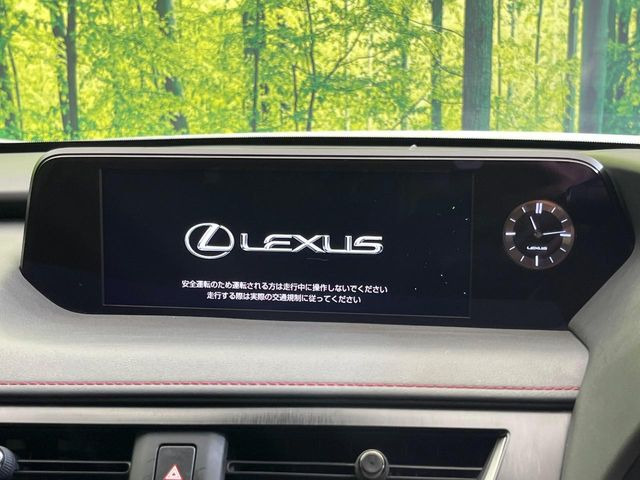 LEXUS
安全運転のため運転される方は走行中に操作しないでください
走行する際は実際の交通規制に従ってください
LEXUS